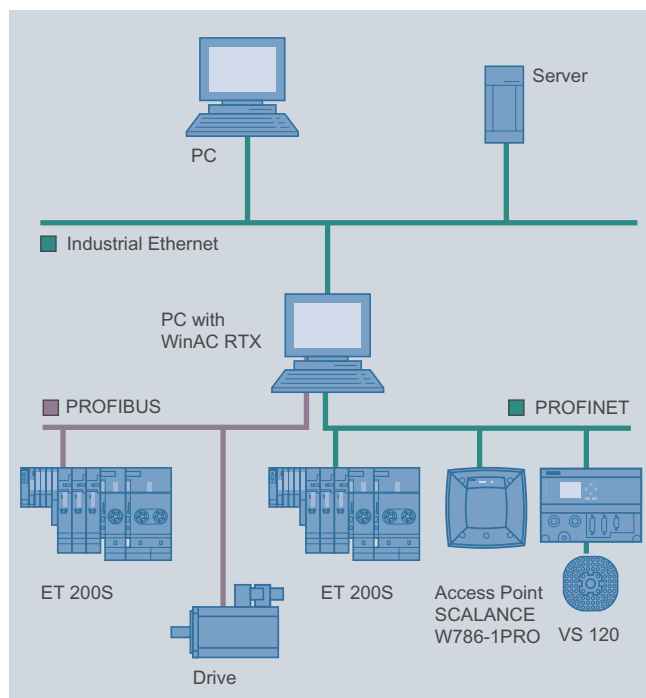 Server
PC
Industrial Ethernet
PC with
WinAC RTX
PROFIBUS
PROFINET
ET 200S
ET 200S
Access Point
SCALANCE
W786-1PRO
VS 120
Drive